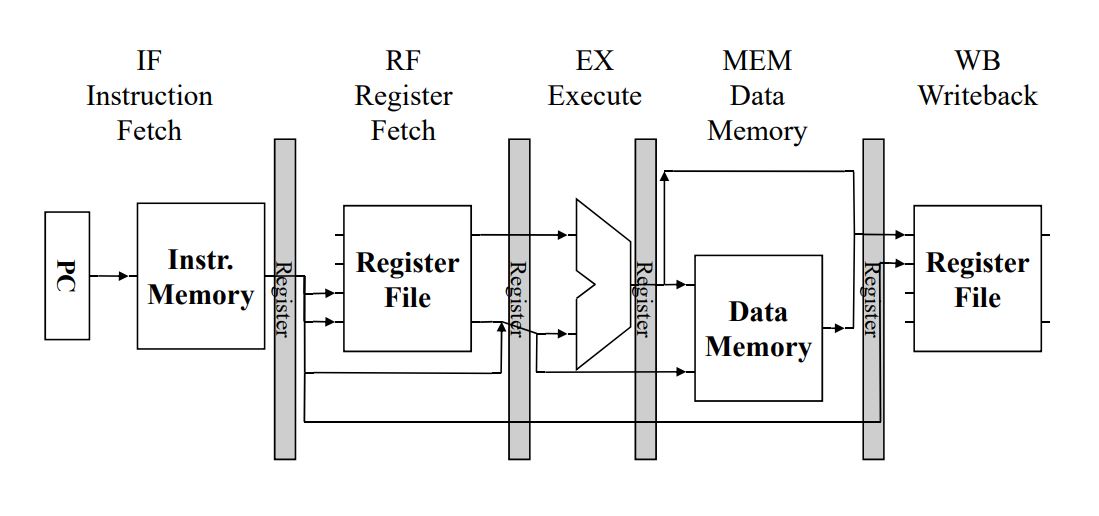 IF
Instruction
Fetch
RF
Register
Fetch
EX
Execute
MEM
Data
Memory
WB
Writeback
PC
Instr.
Memory
Register
Register
File
Register
Register
Data
Memory
Register
Register
File